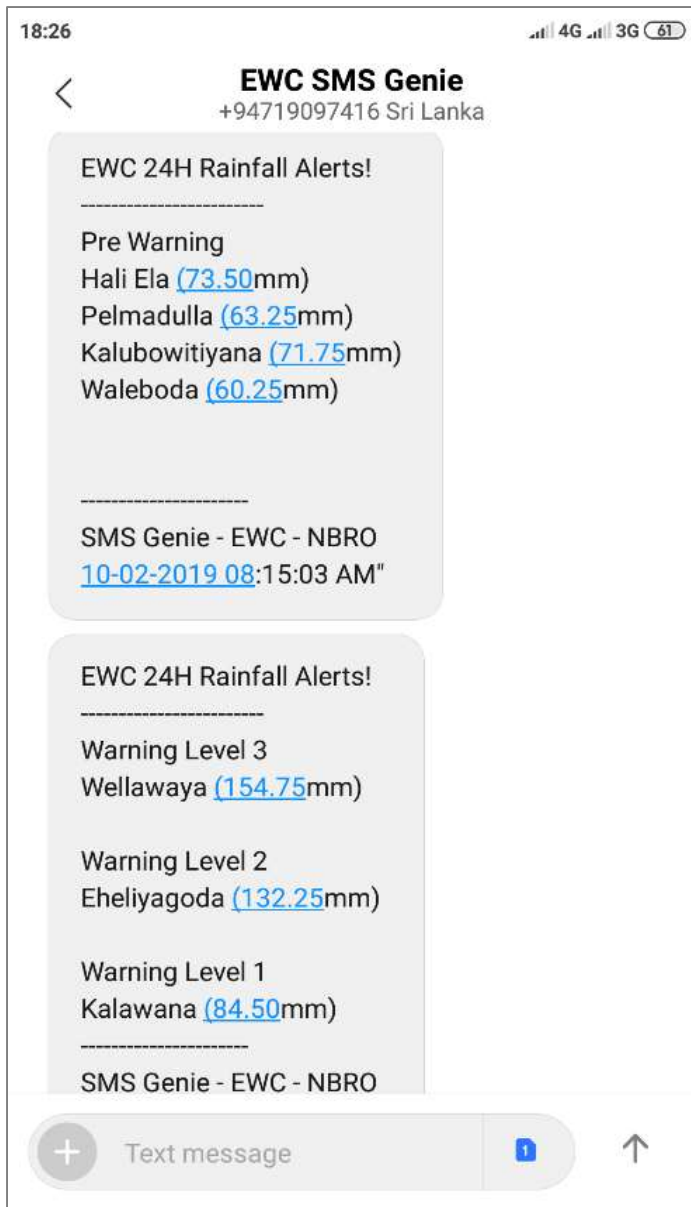 18:26 4G 3G 61
EWC SMS Genie
+94719097416 Sri Lanka
EWC 24H Rainfall Alerts!
------------------------
Pre Warning
Hali Ela (73.50mm)
Pelmadulla (63.25mm)
Kalubowitiyana (71.75mm)
Waleboda (60.25mm)
----------------------
SMS Genie - EWC - NBRO
10-02-2019 08:15:03 AM"
EWC 24H Rainfall Alerts!
------------------------
Warning Level 3
Wellawaya (154.75mm)
Warning Level 2
Eheliyagoda (132.25mm)
Warning Level 1
Kalawana (84.50mm)
----------------------
SMS Genie - EWC - NBRO
Text message 1